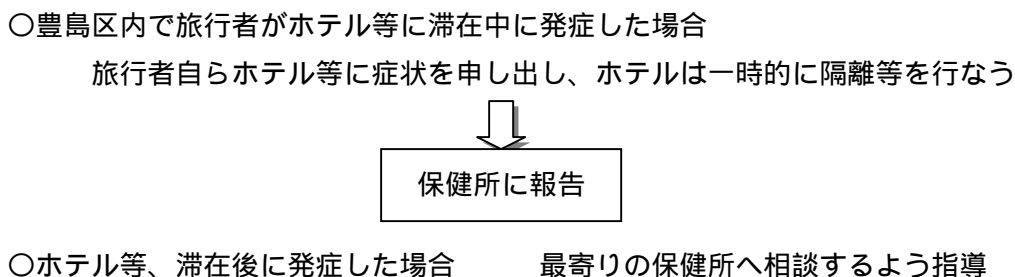 〇豊島区内で旅行者がホテル等に滞在中に発症した場合
旅行者自らホテル等に症状を申し出し、ホテルは一時的に隔離等を行なう
保健所に報告
〇ホテル等、滞在後に発症した場合　　最寄りの保健所へ相談するよう指導